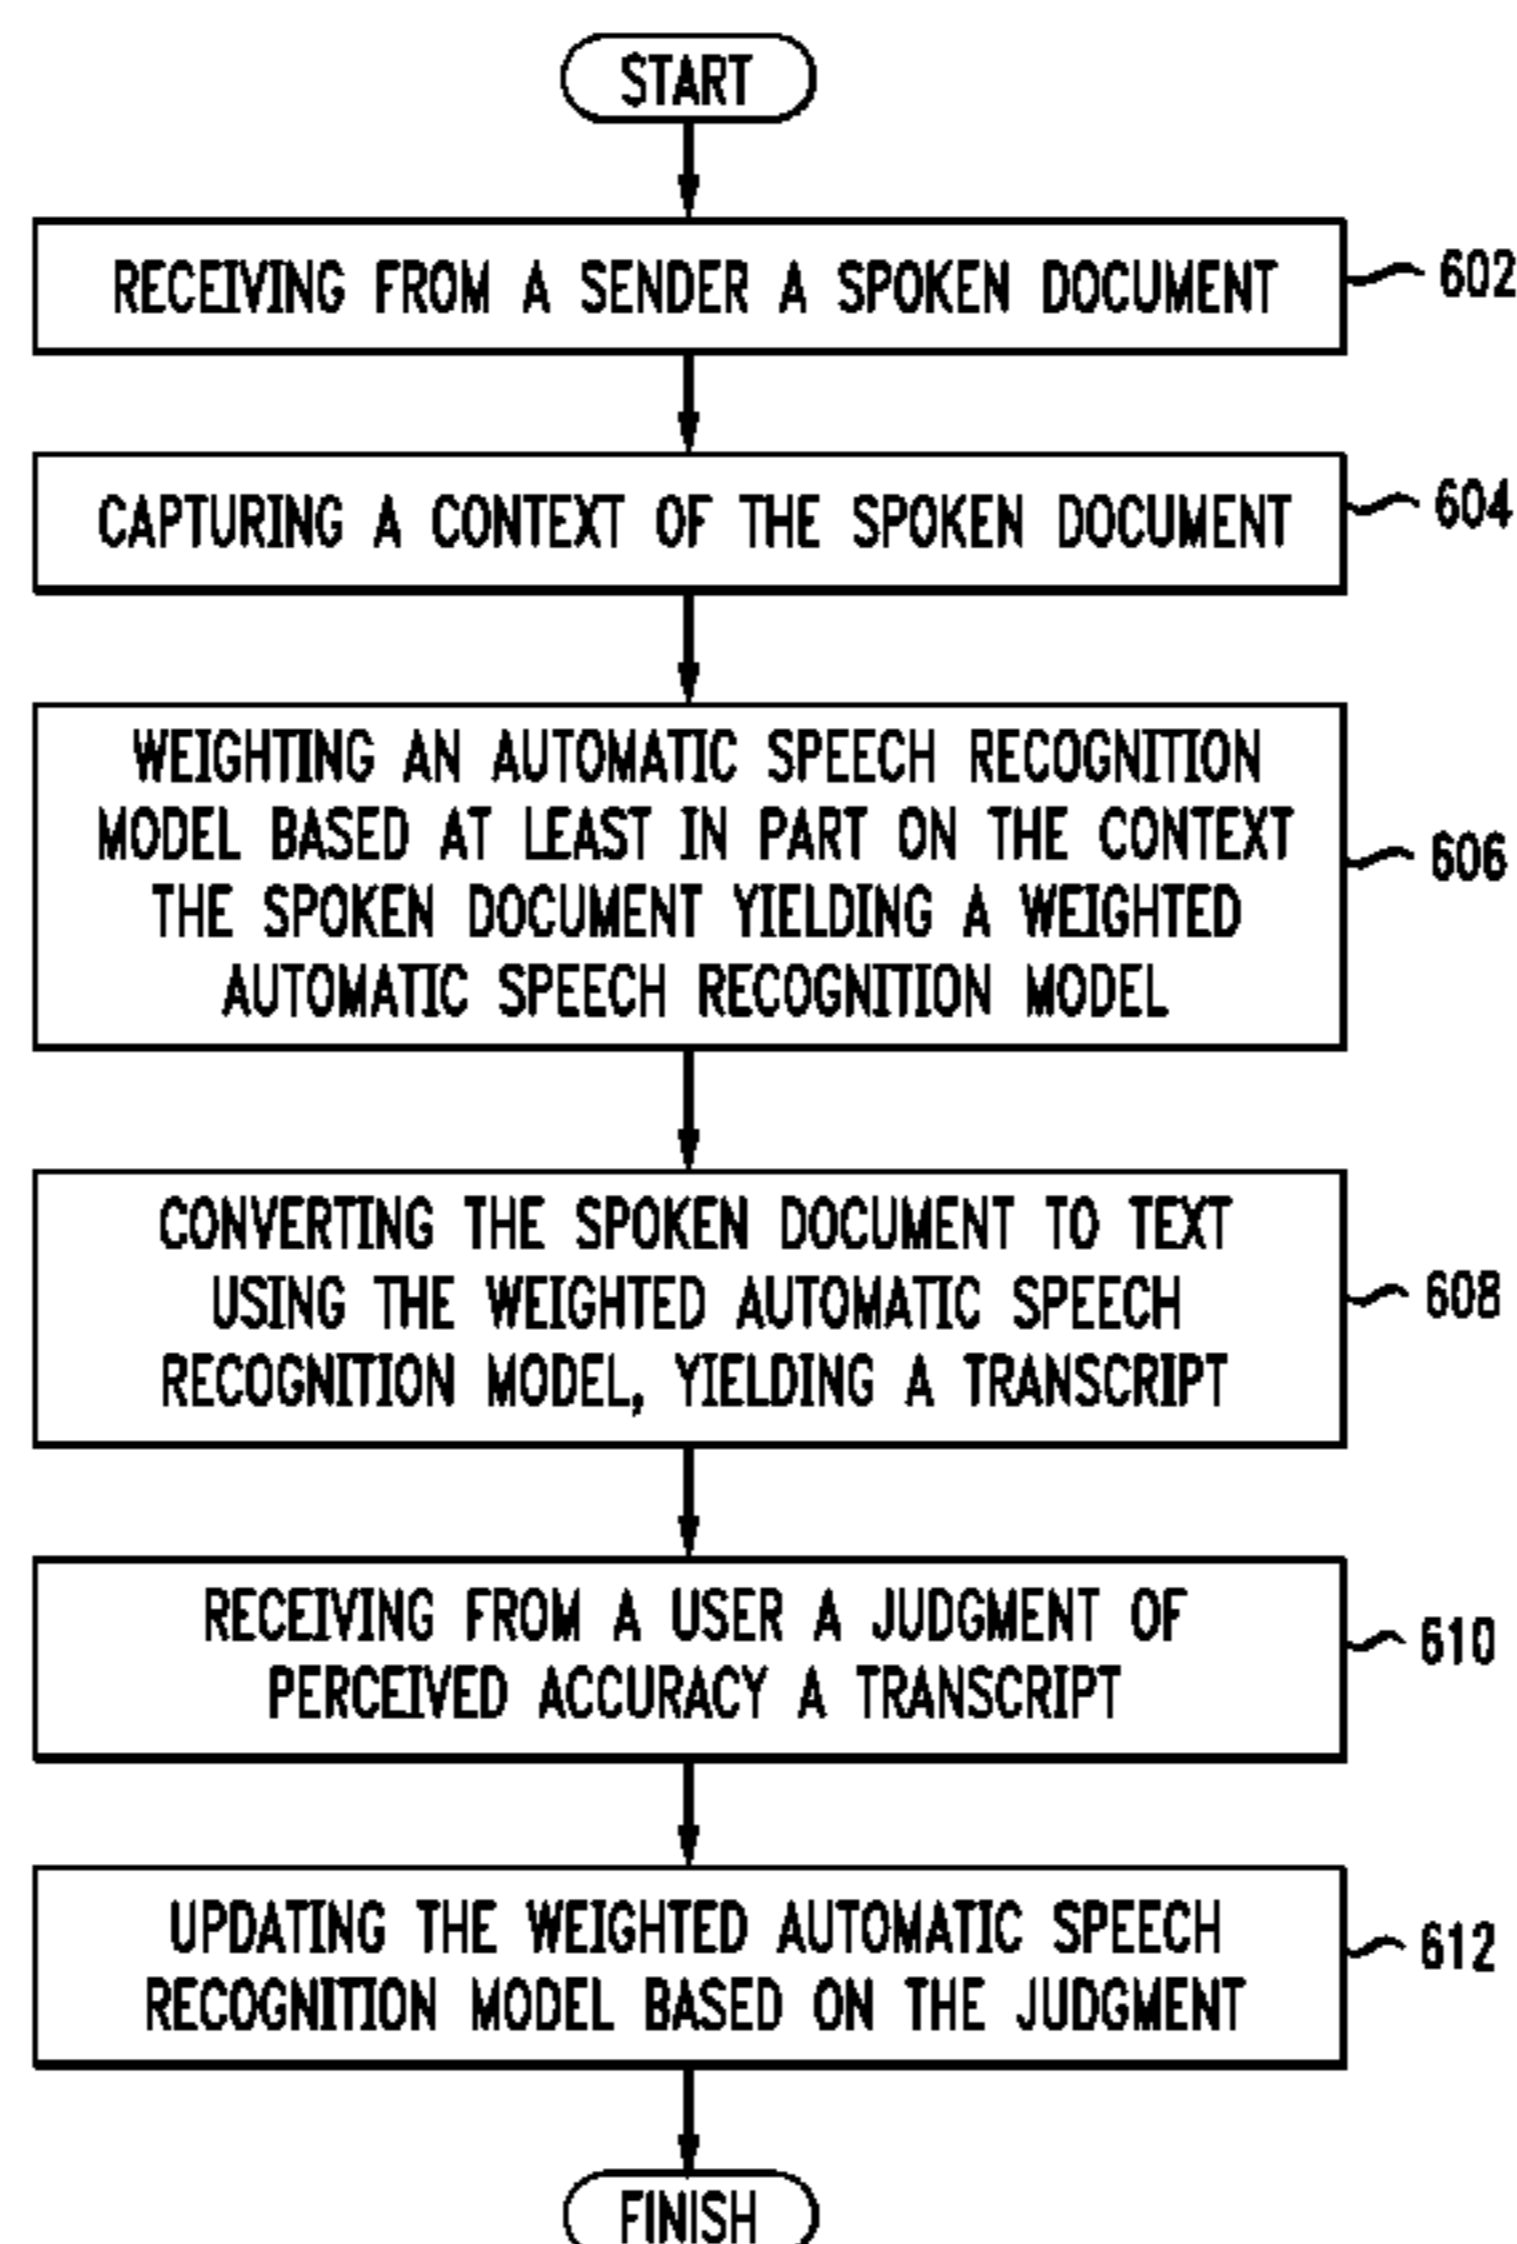 START
RECEIVING FROM A SENDER A SPOKEN DOCUMENT
602
CAPTURING A CONTEXT OF THE SPOKEN DOCUMENT
604
WEIGHTING AN AUTOMATIC SPEECH RECOGNITION
MODEL BASED AT LEAST IN PART ON THE CONTEXT
THE SPOKEN DOCUMENT YIELDING A WEIGHTED
AUTOMATIC SPEECH RECOGNITION MODEL
606
CONVERTING THE SPOKEN DOCUMENT TO TEXT
USING THE WEIGHTED AUTOMATIC SPEECH
RECOGNITION MODEL, YIELDING A TRANSCRIPT
608
RECEIVING FROM A USER A JUDGMENT OF
PERCEIVED ACCURACY A TRANSCRIPT
610
UPDATING THE WEIGHTED AUTOMATIC SPEECH
RECOGNITION MODEL BASED ON THE JUDGMENT
612
FINISH